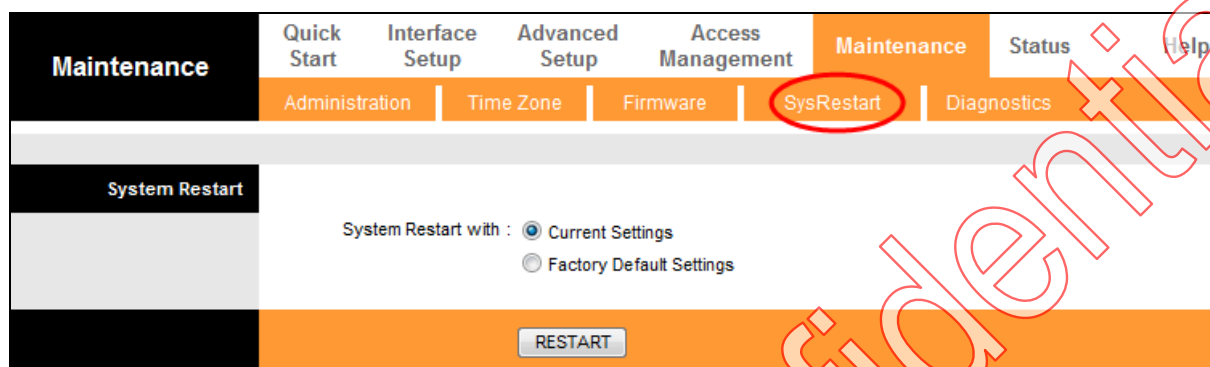 Maintenance
Quick Start
Interface Setup
Advanced Setup
Access Management
Maintenance
Status
Help
Administration
Time Zone
Firmware
SysRestart
Diagnostics
System Restart
System Restart with :
Current Settings
Factory Default Settings
RESTART